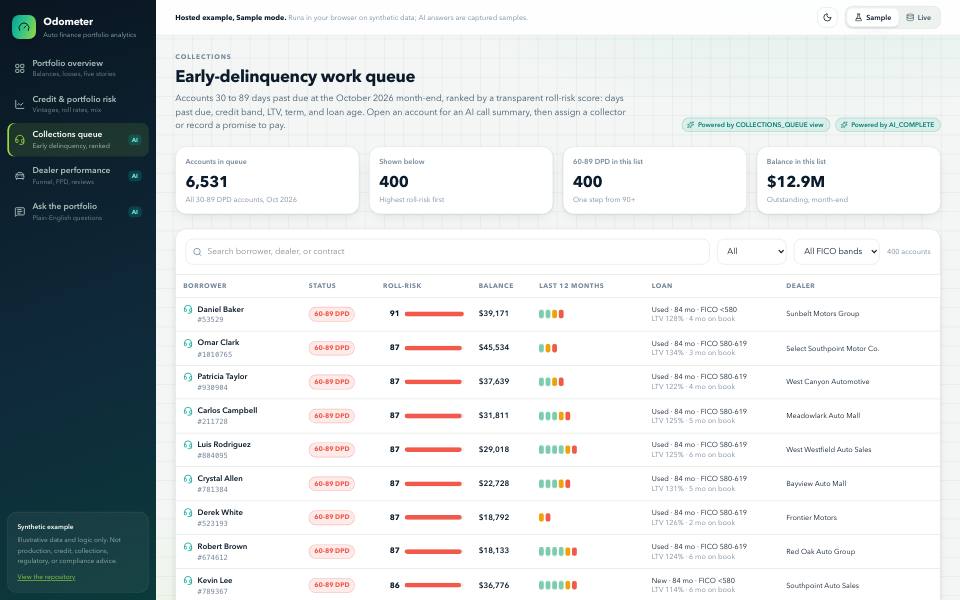 Odometer
Auto finance portfolio analytics
Portfolio overview
Balances, losses, five stories
Credit & portfolio risk
Vintages, roll rates, mix
Collections queue
Early delinquency, ranked
AI
Dealer performance
Funnel, FPD, reviews
AI
Ask the portfolio
Plain-English questions
AI
Synthetic example
Illustrative data and logic only. Not
production, credit, collections,
regulatory, or compliance advice.
View the repository
Hosted example, Sample mode. Runs in your browser on synthetic data; AI answers are captured samples.
Sample
Live
COLLECTIONS
Early-delinquency work queue
Accounts 30 to 89 days past due at the October 2026 month-end, ranked by a transparent roll-risk score: days
past due, credit band, LTV, term, and loan age. Open an account for an AI call summary, then assign a collector
or record a promise to pay.
Powered by COLLECTIONS_QUEUE view
Powered by AI_COMPLETE
Accounts in queue
6,531
All 30-89 DPD accounts, Oct 2026
Shown below
400
Highest roll-risk first
60-89 DPD in this list
400
One step from 90+
Balance in this list
$12.9M
Outstanding, month-end
Search borrower, dealer, or contract
All
All FICO bands
400 accounts
BORROWER STATUS ROLL-RISK BALANCE LAST 12 MONTHS LOAN DEALER
Daniel Baker
#53529
60-89 DPD
91
$39,171
Used · 84 mo · FICO <580
LTV 128% · 4 mo on book
Sunbelt Motors Group
Omar Clark
#1010765
60-89 DPD
87
$45,534
Used · 84 mo · FICO 580-619
LTV 134% · 3 mo on book
Select Southpoint Motor Co.
Patricia Taylor
#930984
60-89 DPD
87
$37,639
Used · 84 mo · FICO 580-619
LTV 122% · 4 mo on book
West Canyon Automotive
Carlos Campbell
#211728
60-89 DPD
87
$31,811
Used · 84 mo · FICO 580-619
LTV 125% · 5 mo on book
Meadowlark Auto Mall
Luis Rodriguez
#804095
60-89 DPD
87
$29,018
Used · 84 mo · FICO 580-619
LTV 125% · 6 mo on book
West Westfield Auto Sales
Crystal Allen
#781384
60-89 DPD
87
$22,728
Used · 84 mo · FICO 580-619
LTV 131% · 5 mo on book
Bayview Auto Mall
Derek White
#523193
60-89 DPD
87
$18,792
Used · 84 mo · FICO 580-619
LTV 126% · 2 mo on book
Frontier Motors
Robert Brown
#674612
60-89 DPD
87
$18,133
Used · 84 mo · FICO 580-619
LTV 124% · 6 mo on book
Red Oak Auto Group
Kevin Lee
#789367
60-89 DPD
86
$36,776
New · 84 mo · FICO <580
LTV 114% · 6 mo on book
Southpoint Auto Sales